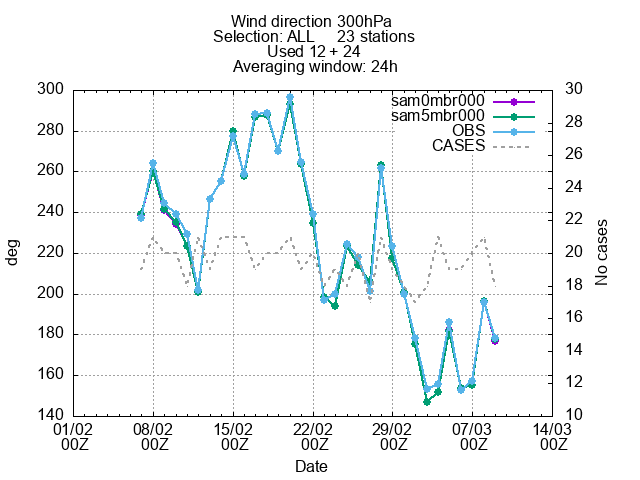 Wind direction 300hPa
Selection: ALL 23 stations
Used 12 + 24
Averaging window: 24h
sam0mbr000
sam5mbr000
OBS
CASES
deg
300
280
260
240
220
200
180
160
140
30
28
26
24
22
20
18
16
14
12
10
No cases
01/02 08/02 15/02 22/02 29/02 07/03 14/03
00Z 00Z 00Z 00Z 00Z 00Z 00Z
Date